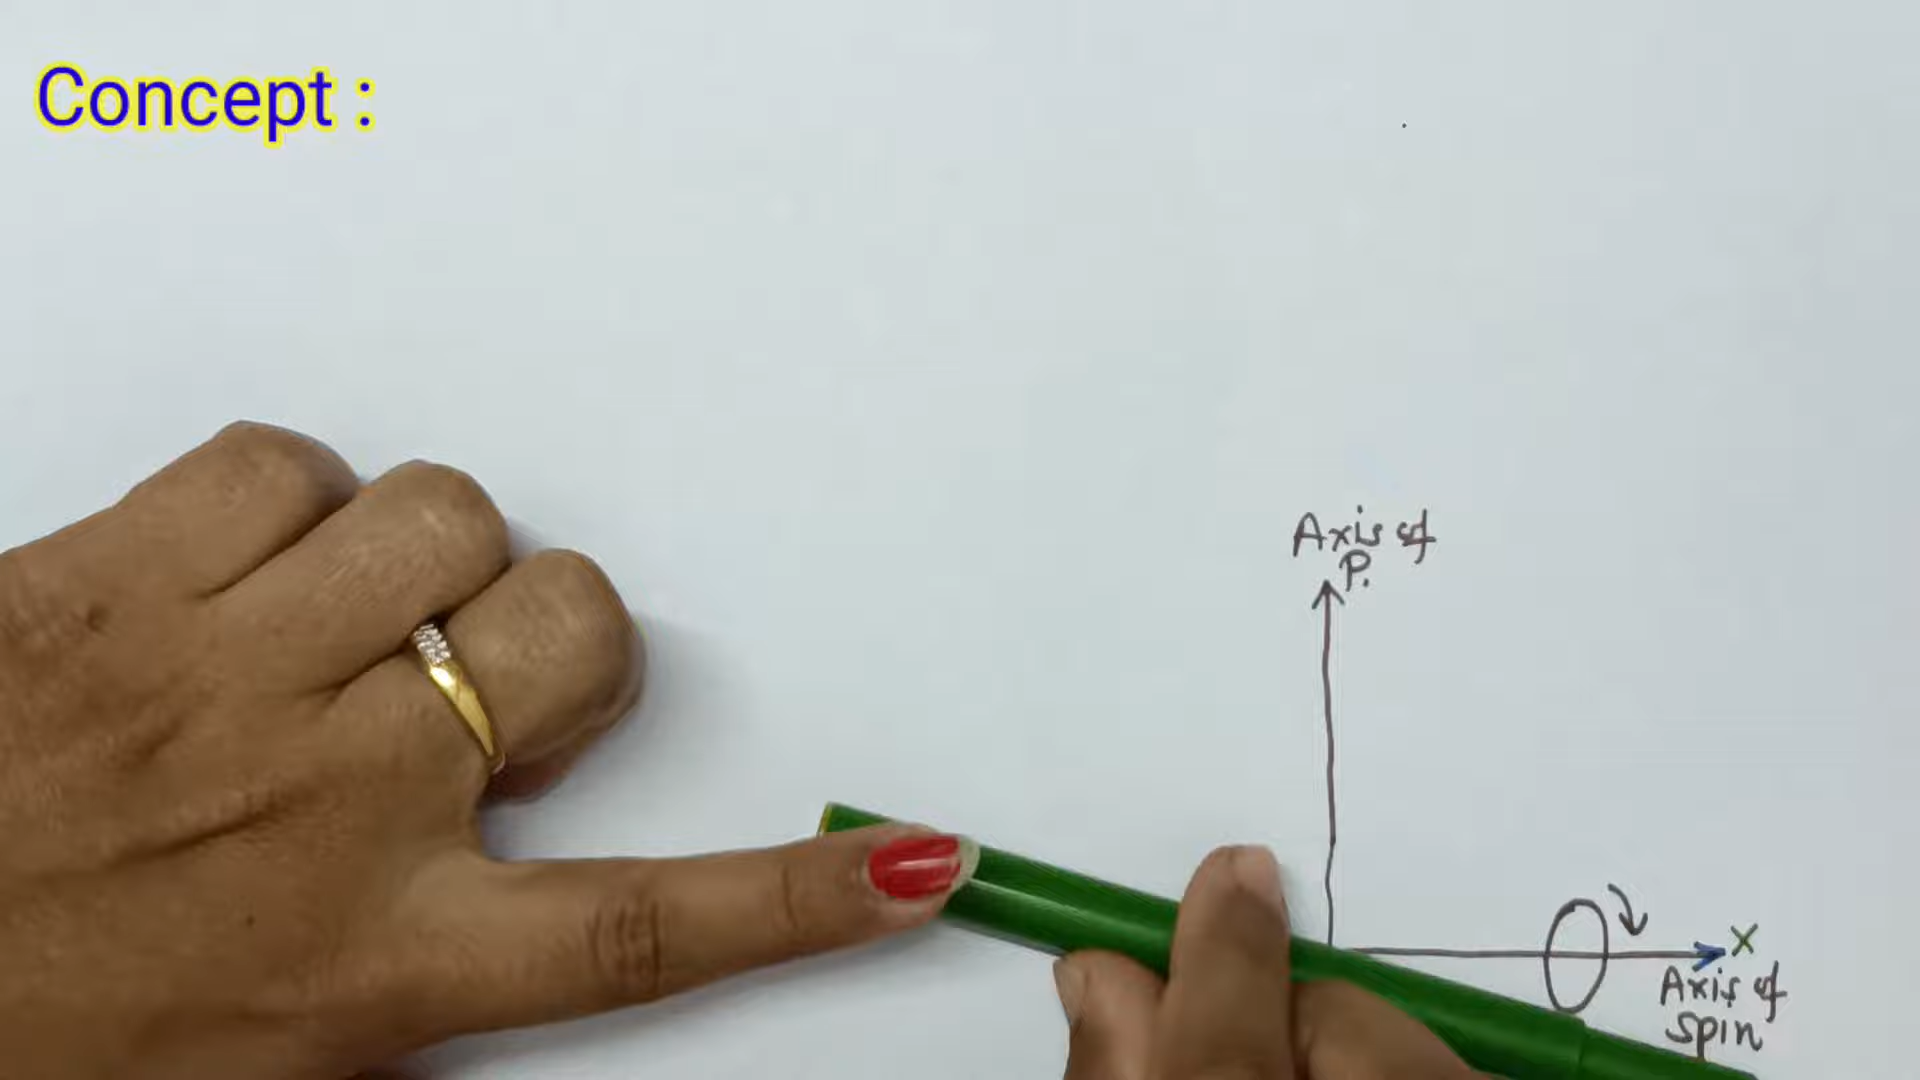 Concept :
Axis of
P.
X
Axis of
Spin